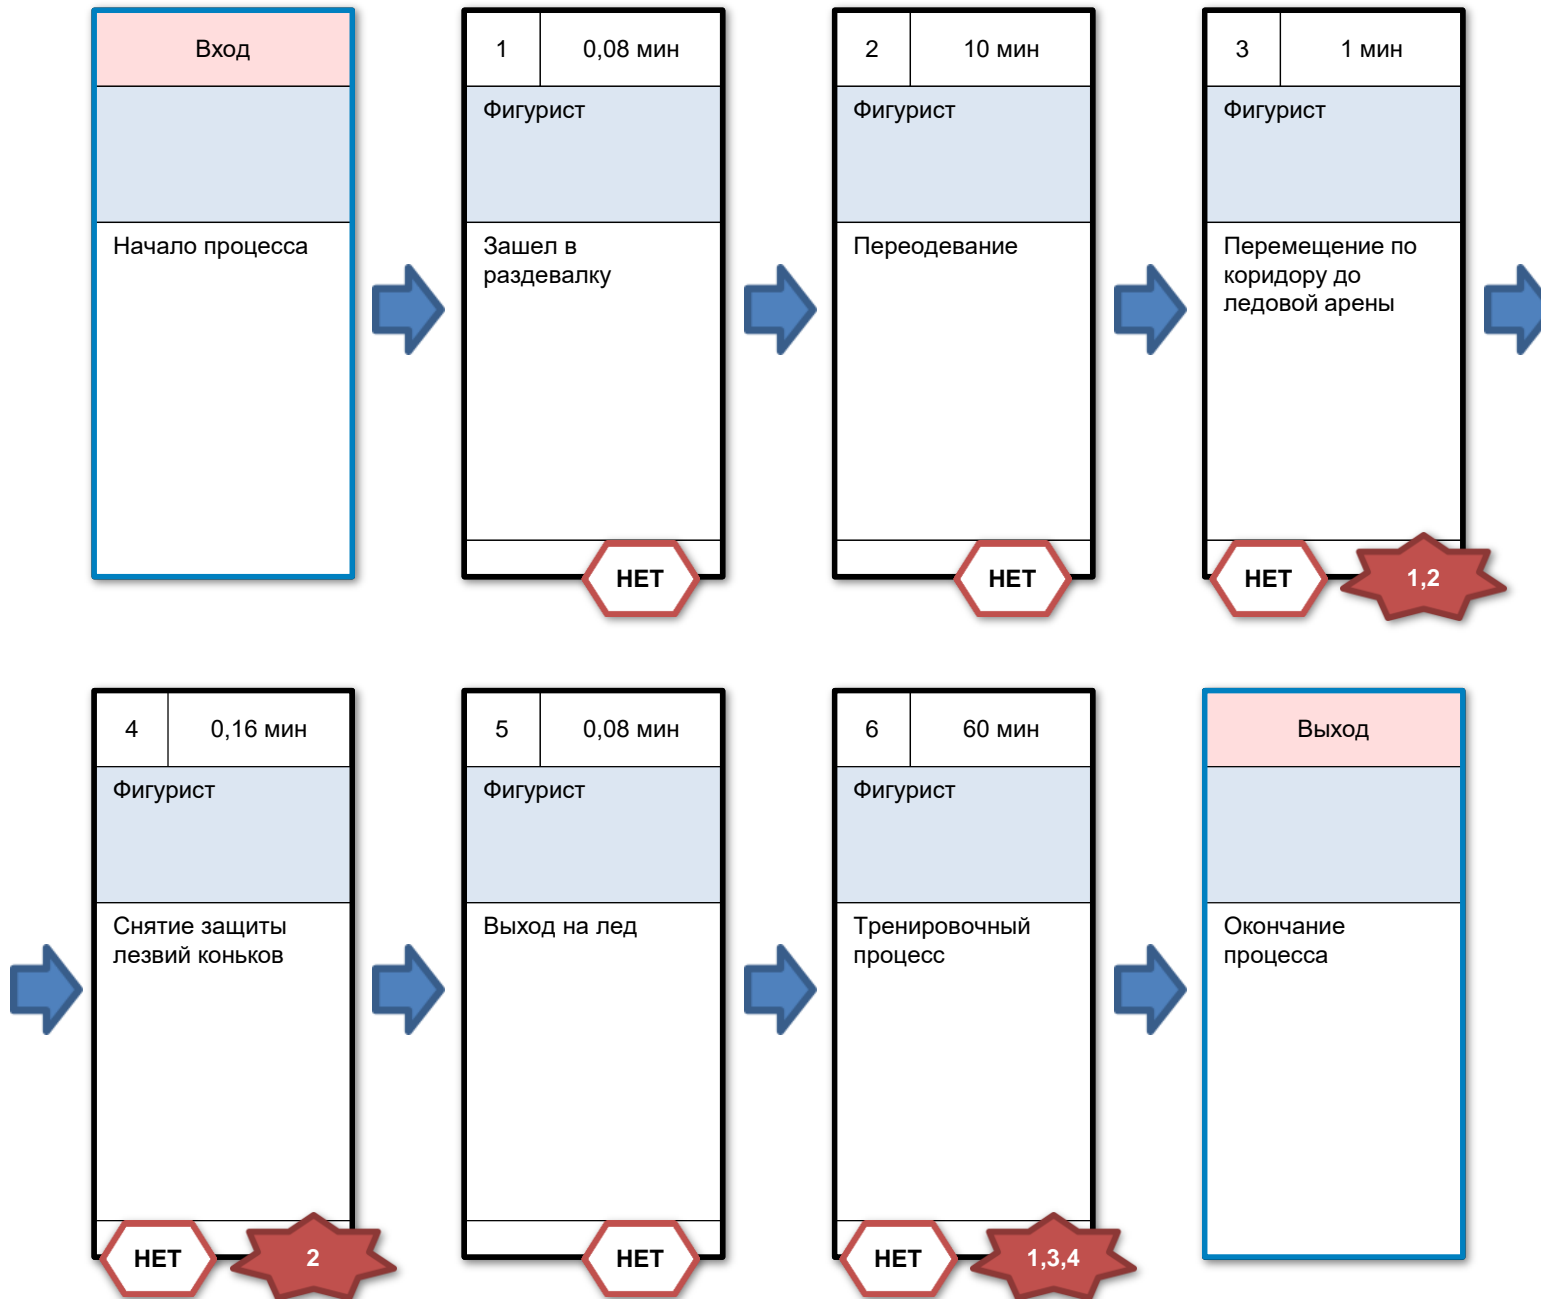 Вход
1
0,08 мин
2
10 мин
3
1 мин
Фигурист
Фигурист
Фигурист
Начало процесса
Зашел в
раздевалку
Переодевание
Перемещение по
коридору до
ледовой арены
НЕТ
НЕТ
НЕТ
1,2
4
0,16 мин
5
0,08 мин
6
60 мин
Выход
Фигурист
Фигурист
Фигурист
Снятие защиты
лезвий коньков
Выход на лед
Тренировочный
процесс
Окончание
процесса
НЕТ
2
НЕТ
НЕТ
1,3,4